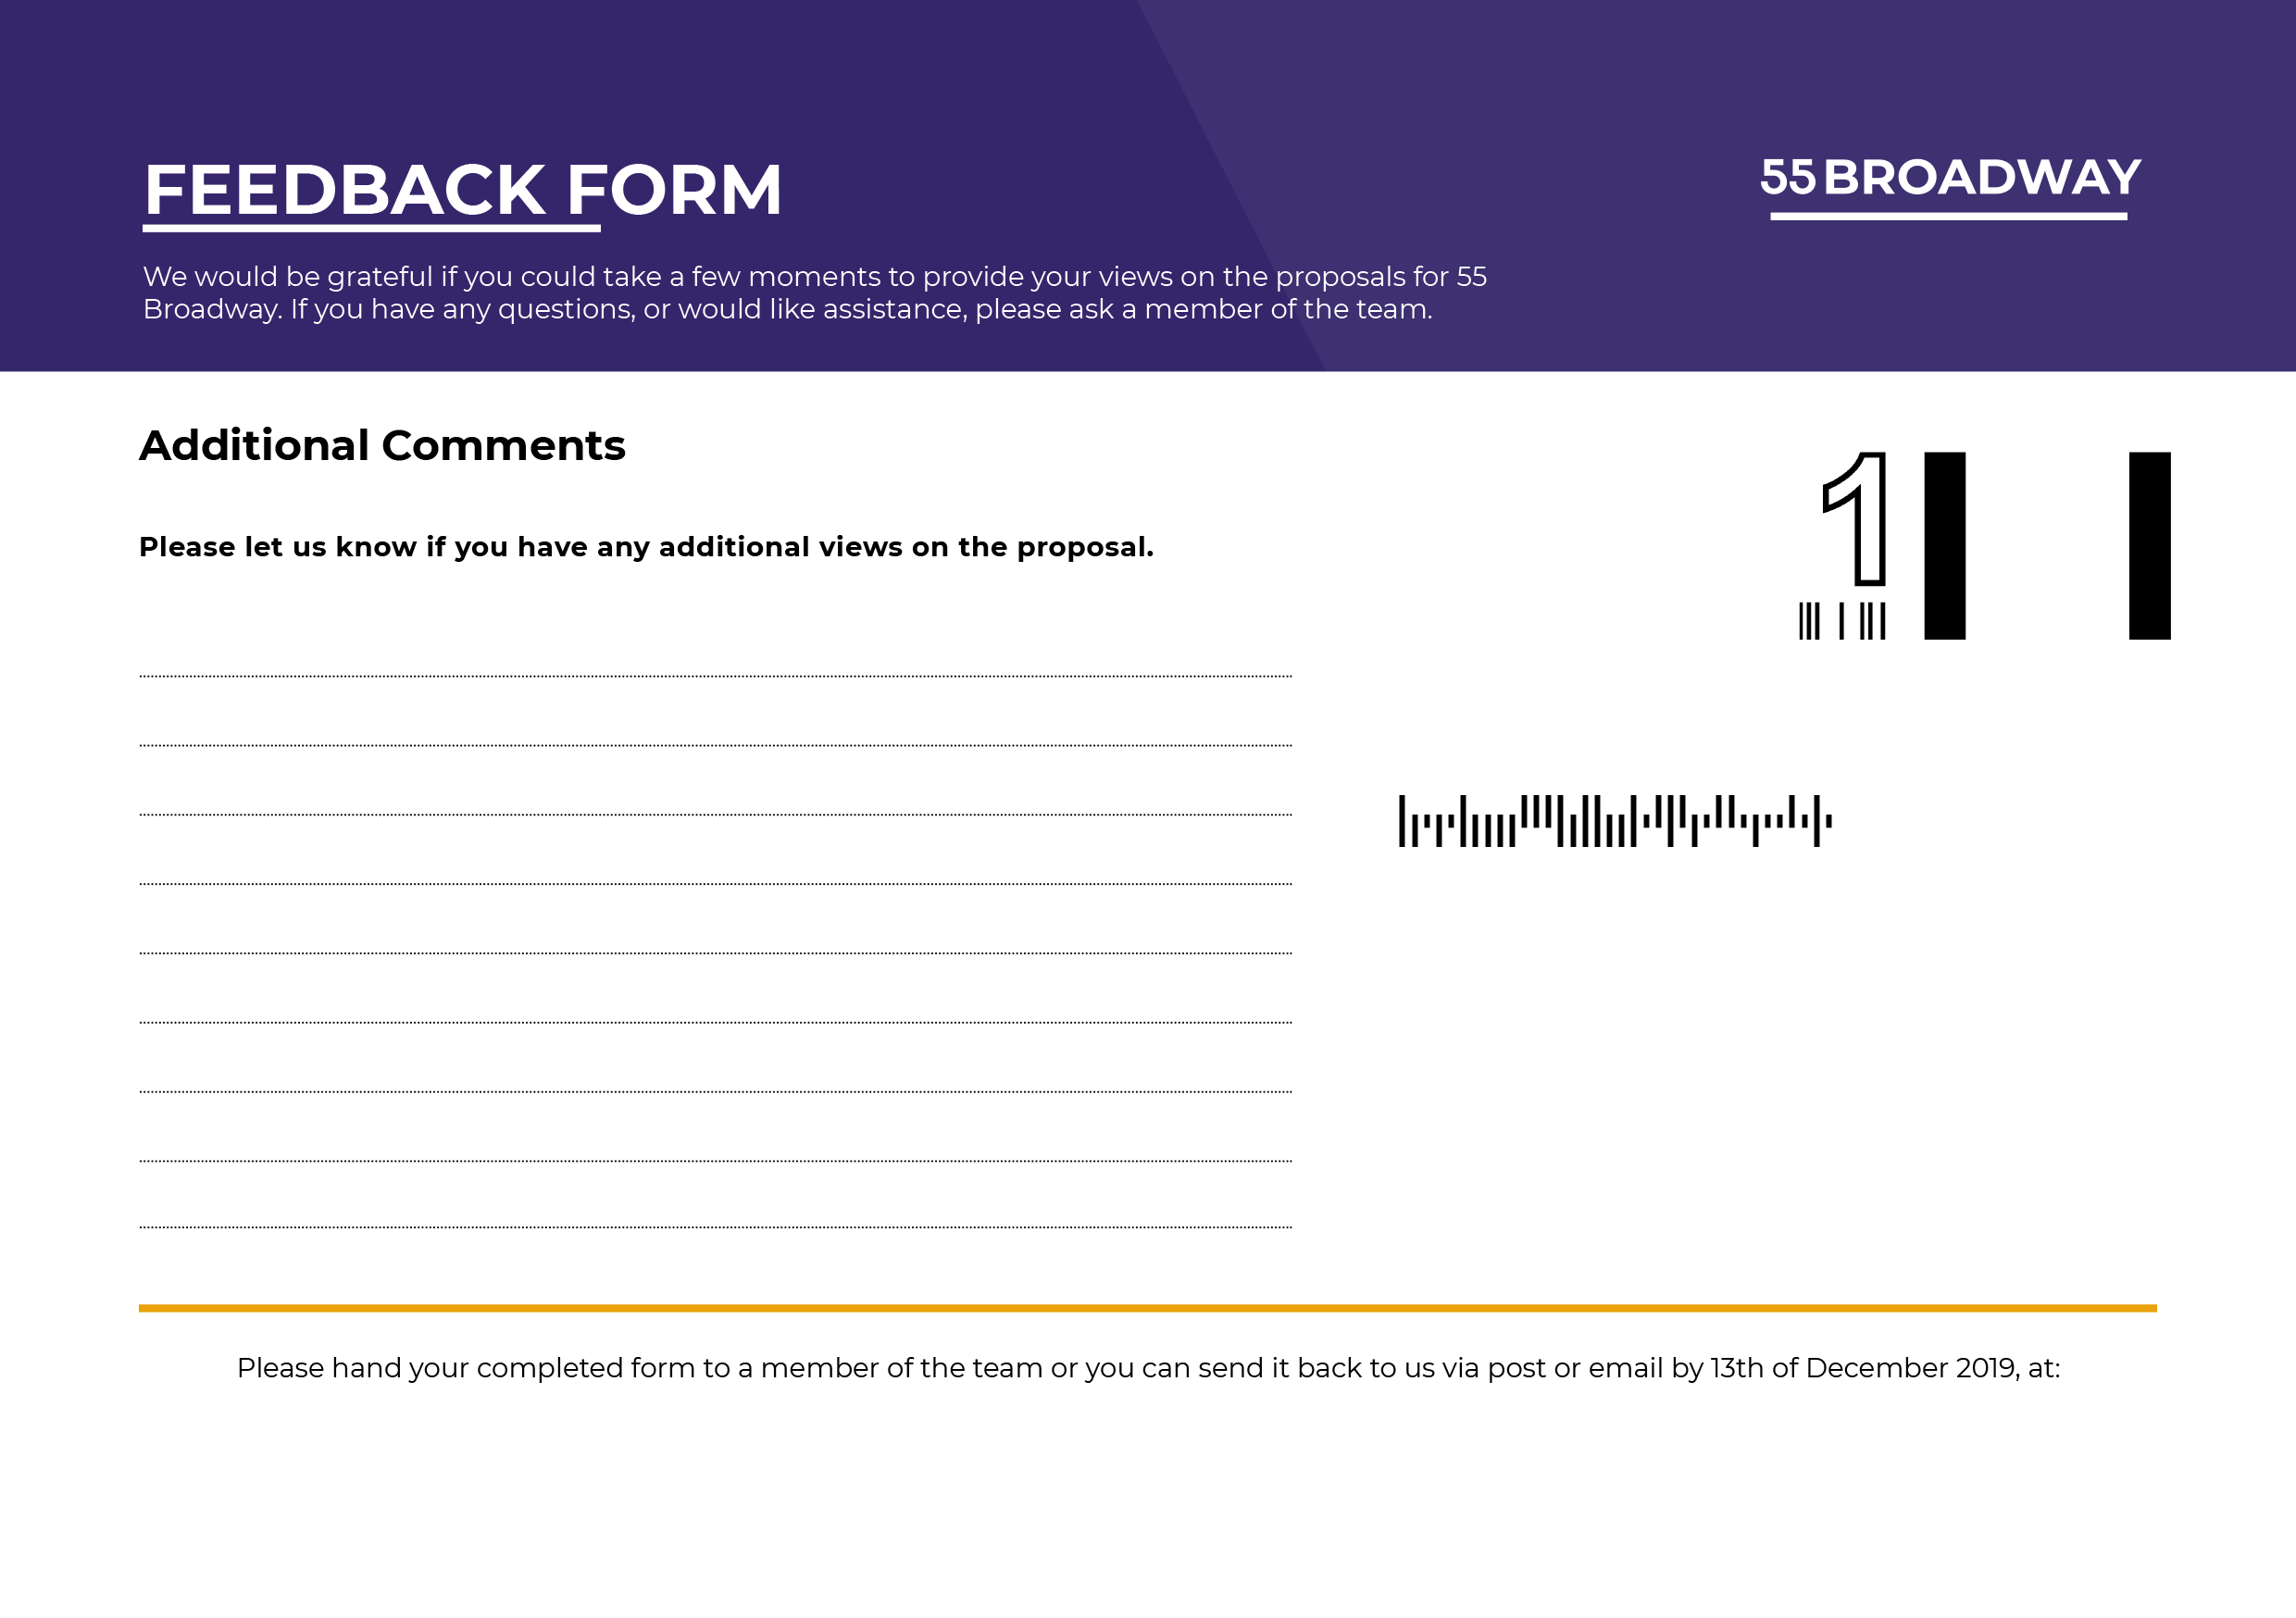 FEEDBACK FORM
55 BROADWAY
We would be grateful if you could take a few moments to provide your views on the proposals for 55
Broadway. If you have any questions, or would like assistance, please ask a member of the team.
Additional Comments
1
Please let us know if you have any additional views on the proposal.
Please hand your completed form to a member of the team or you can send it back to us via post or email by 13th of December 2019, at: